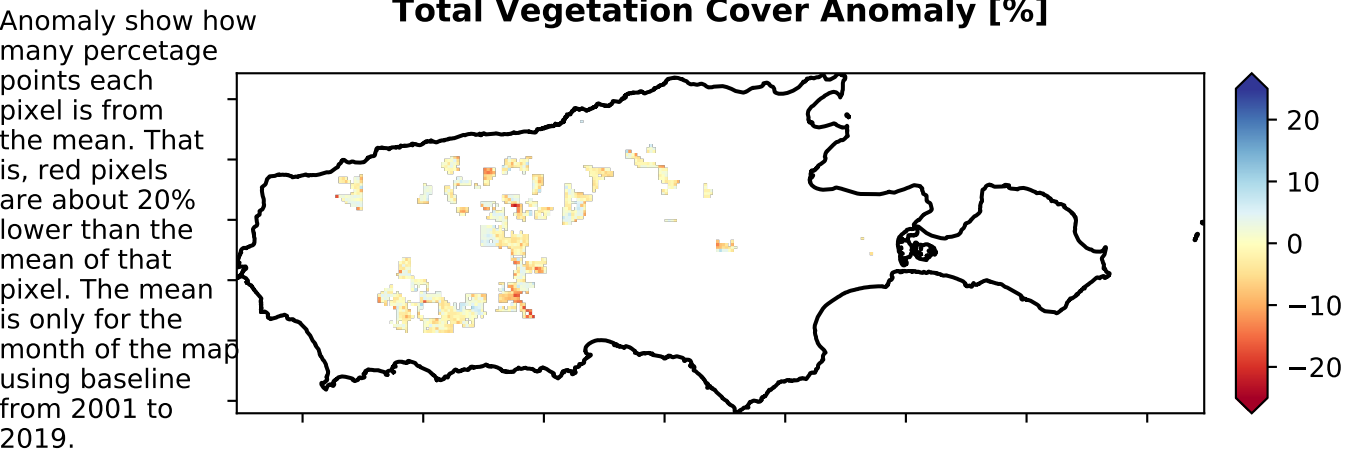 Total Vegetation Cover Anomaly [%]
Anomaly show how
many percetage
points each
pixel is from
the mean. That
is, red pixels
are about 20%
lower than the
mean of that
pixel. The mean
is only for the
month of the map
using baseline
from 2001 to
2019.
20
10
0
−10
−20